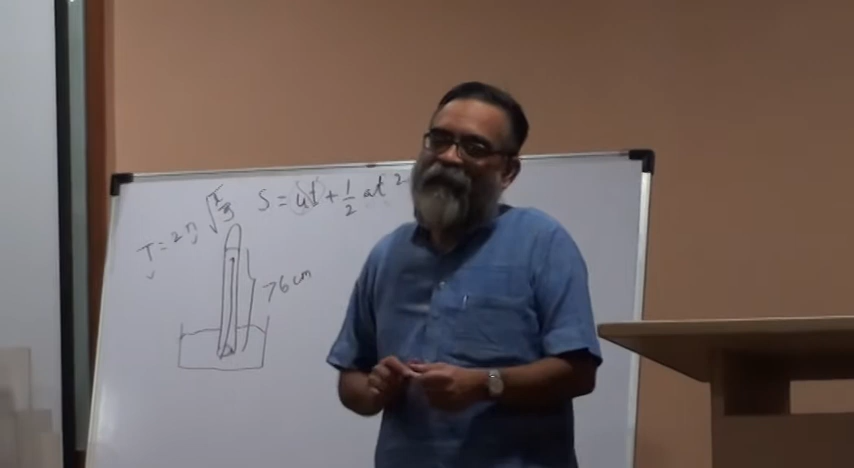 S = ut + 1/2 at²
T = 2π √(l/g)
76 cm